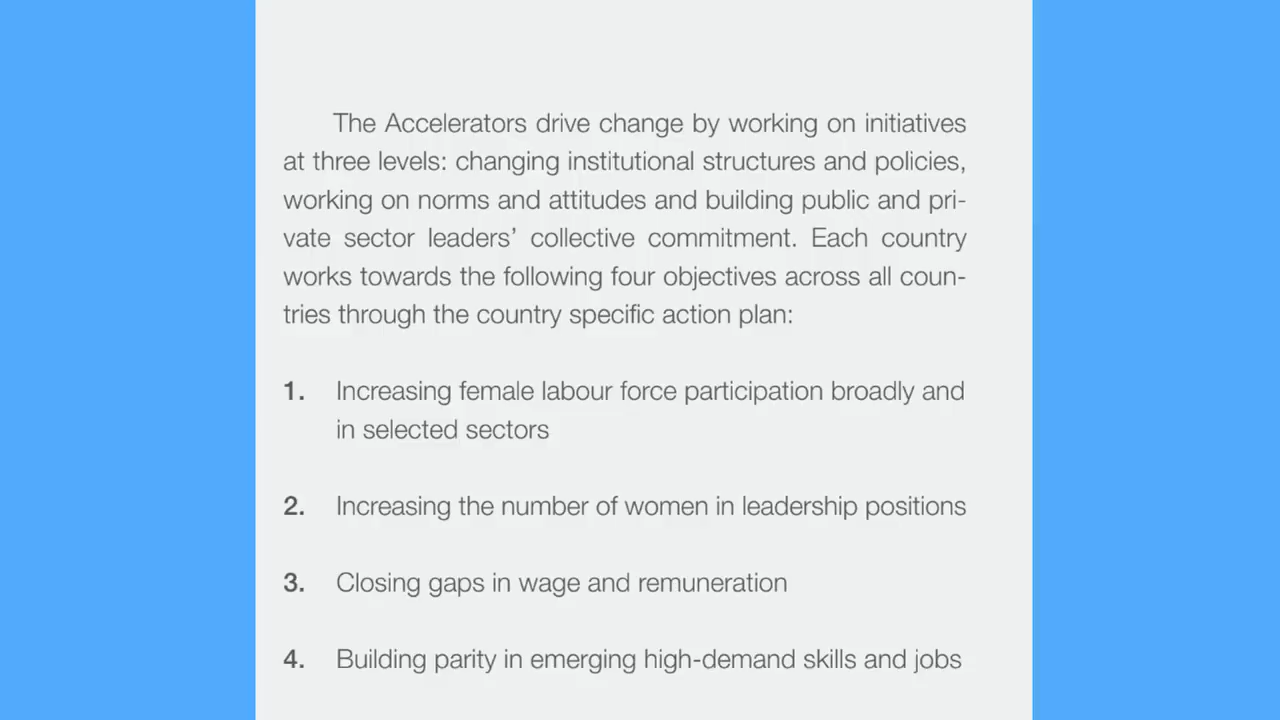 The Accelerators drive change by working on initiatives
at three levels: changing institutional structures and policies,
working on norms and attitudes and building public and pri-
vate sector leaders’ collective commitment. Each country
works towards the following four objectives across all coun-
tries through the country specific action plan:
1. Increasing female labour force participation broadly and
in selected sectors
2. Increasing the number of women in leadership positions
3. Closing gaps in wage and remuneration
4. Building parity in emerging high-demand skills and jobs